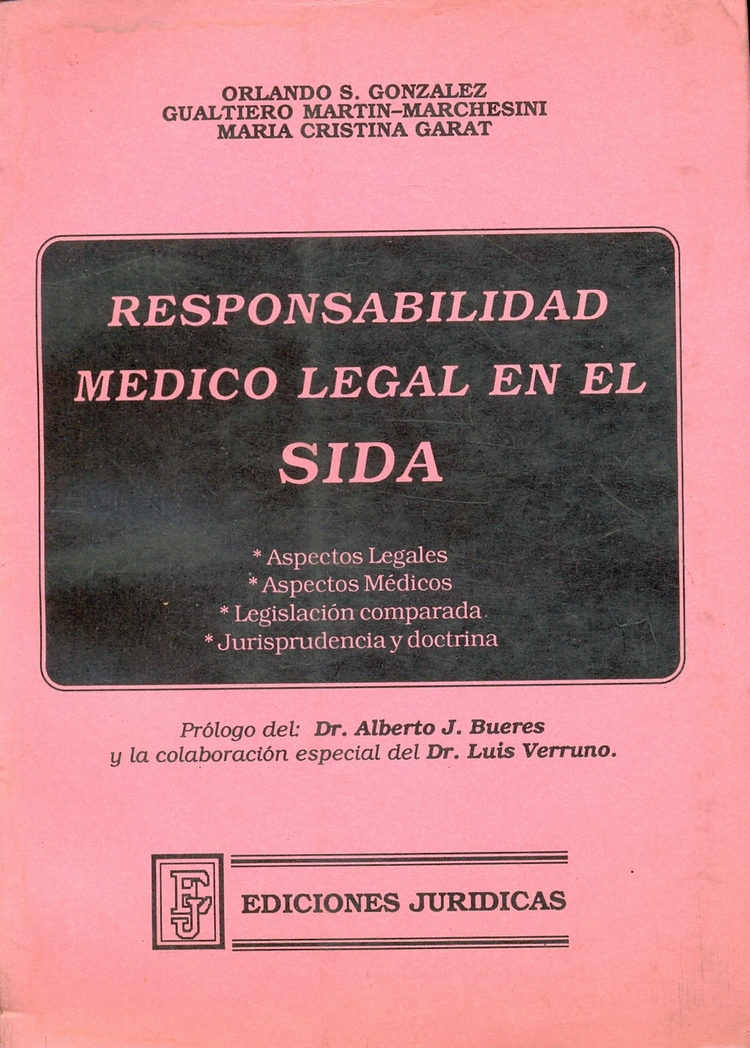 ORLANDO S. GONZALEZ
GUALTIERO MARTIN-MARCHESINI
MARIA CRISTINA GARAT
RESPONSABILIDAD
MEDICO LEGAL EN EL
SIDA
* Aspectos Legales
* Aspectos Médicos
* Legislación comparada
* Jurisprudencia y doctrina
Prólogo del: Dr. Alberto J. Bueres
y la colaboración especial del Dr. Luis Verruno.
EJ
EDICIONES JURIDICAS